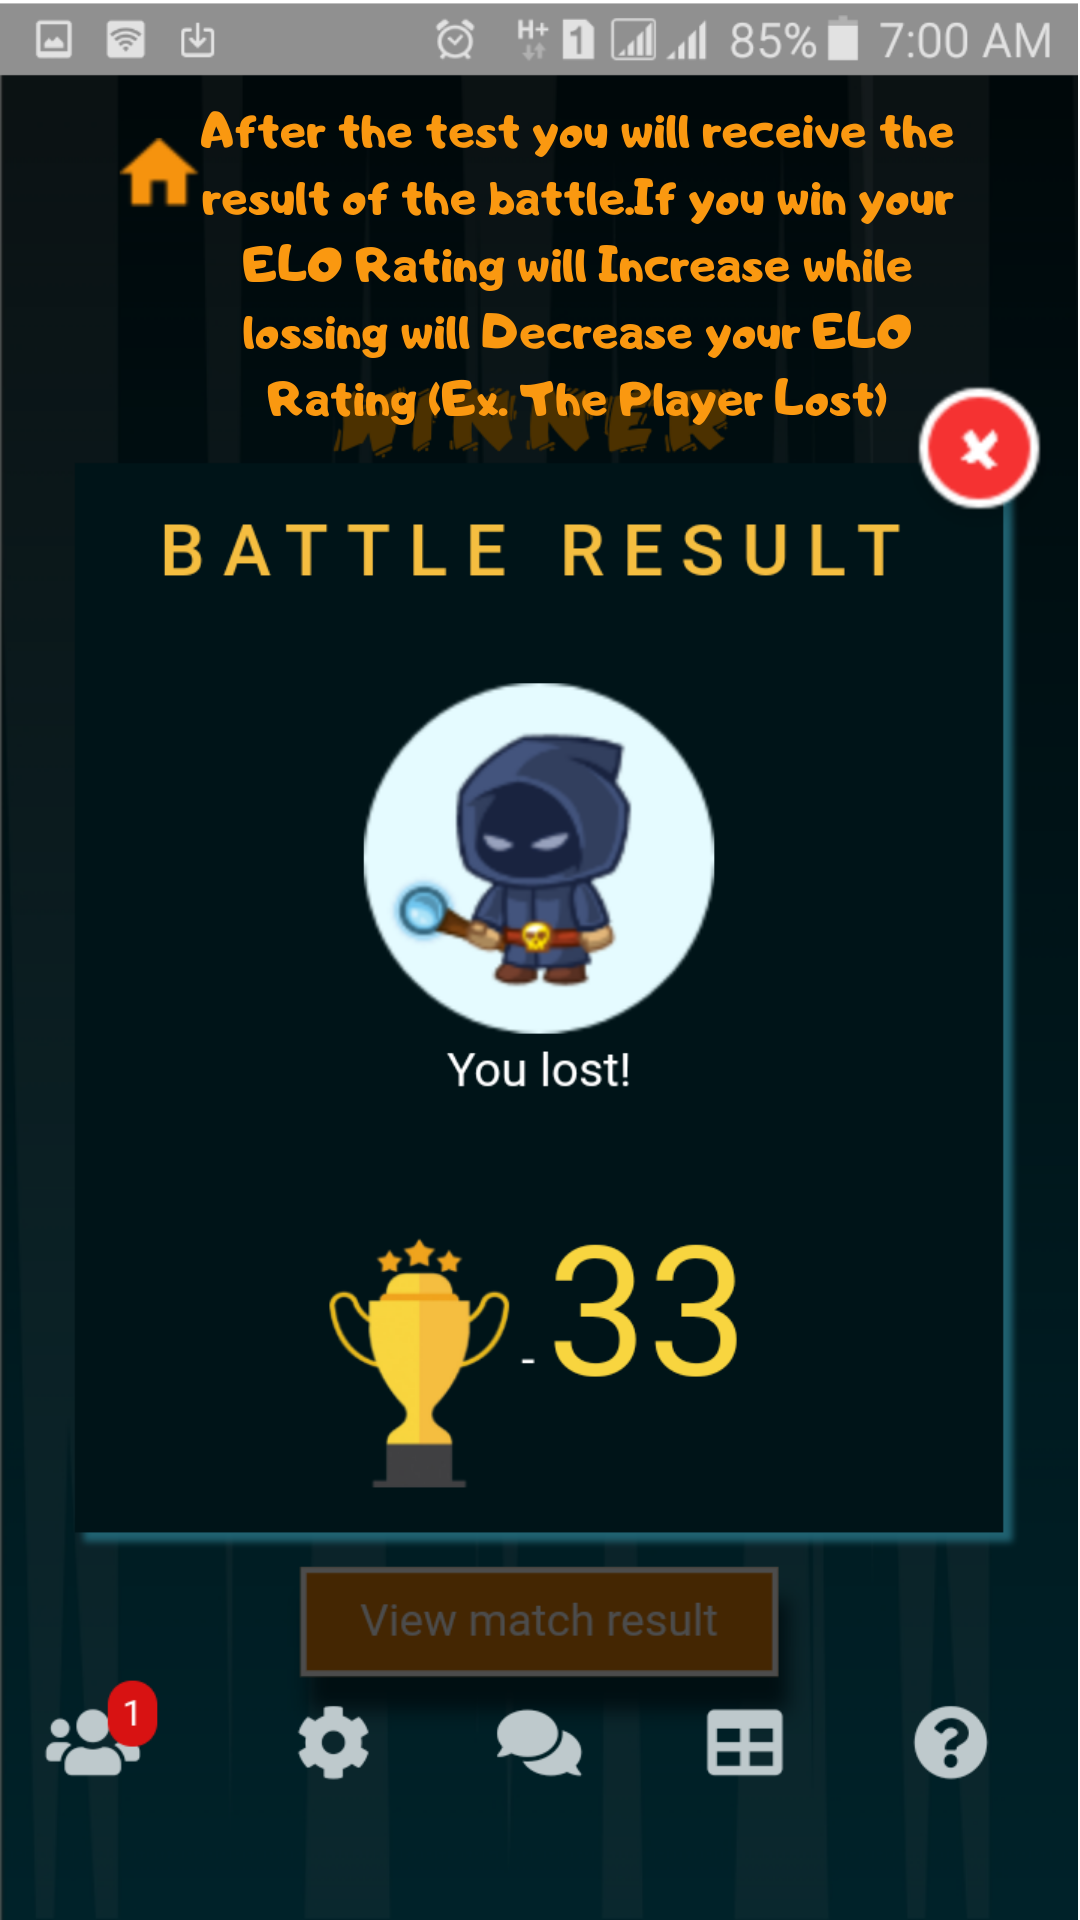 H+ 1 85% 7:00 AM
After the test you will receive the
result of the battle.If you win your
ELO Rating will Increase while
lossing will Decrease your ELO
Rating (Ex. The Player Lost)
WINNER
BATTLE RESULT
You lost!
- 33
View match result
1